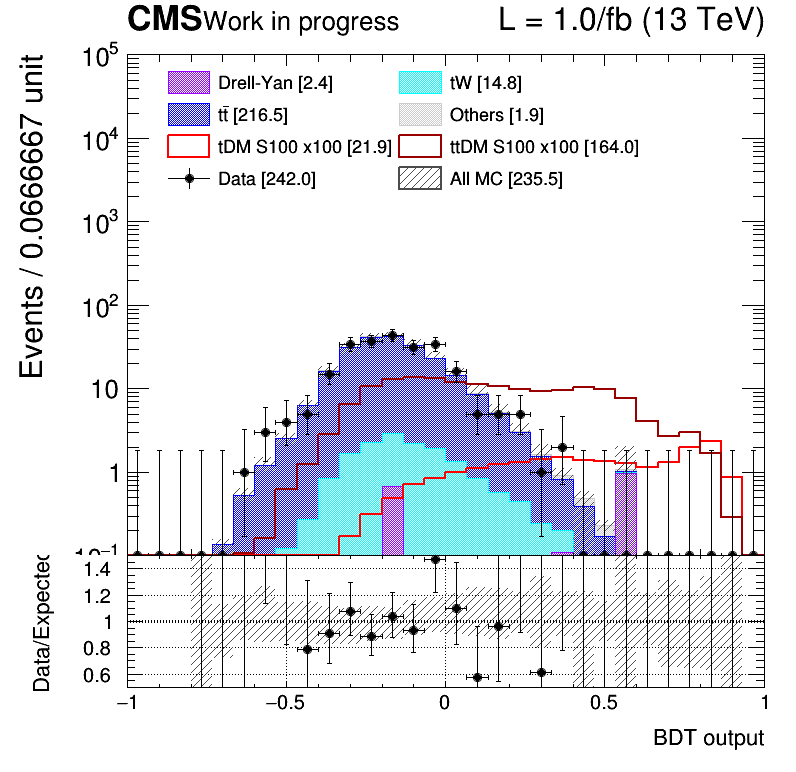 CMS Work in progress L = 1.0/fb (13 TeV)
Events / 0.0666667 unit
10^5
10^4
10^3
10^2
10
1
10^-1
Drell-Yan [2.4] tW [14.8]
tt̄ [216.5] Others [1.9]
tDM S100 x100 [21.9] ttDM S100 x100 [164.0]
Data [242.0] All MC [235.5]
Data/Expected
1.4
1.2
1
0.8
0.6
−1 −0.5 0 0.5 1
BDT output